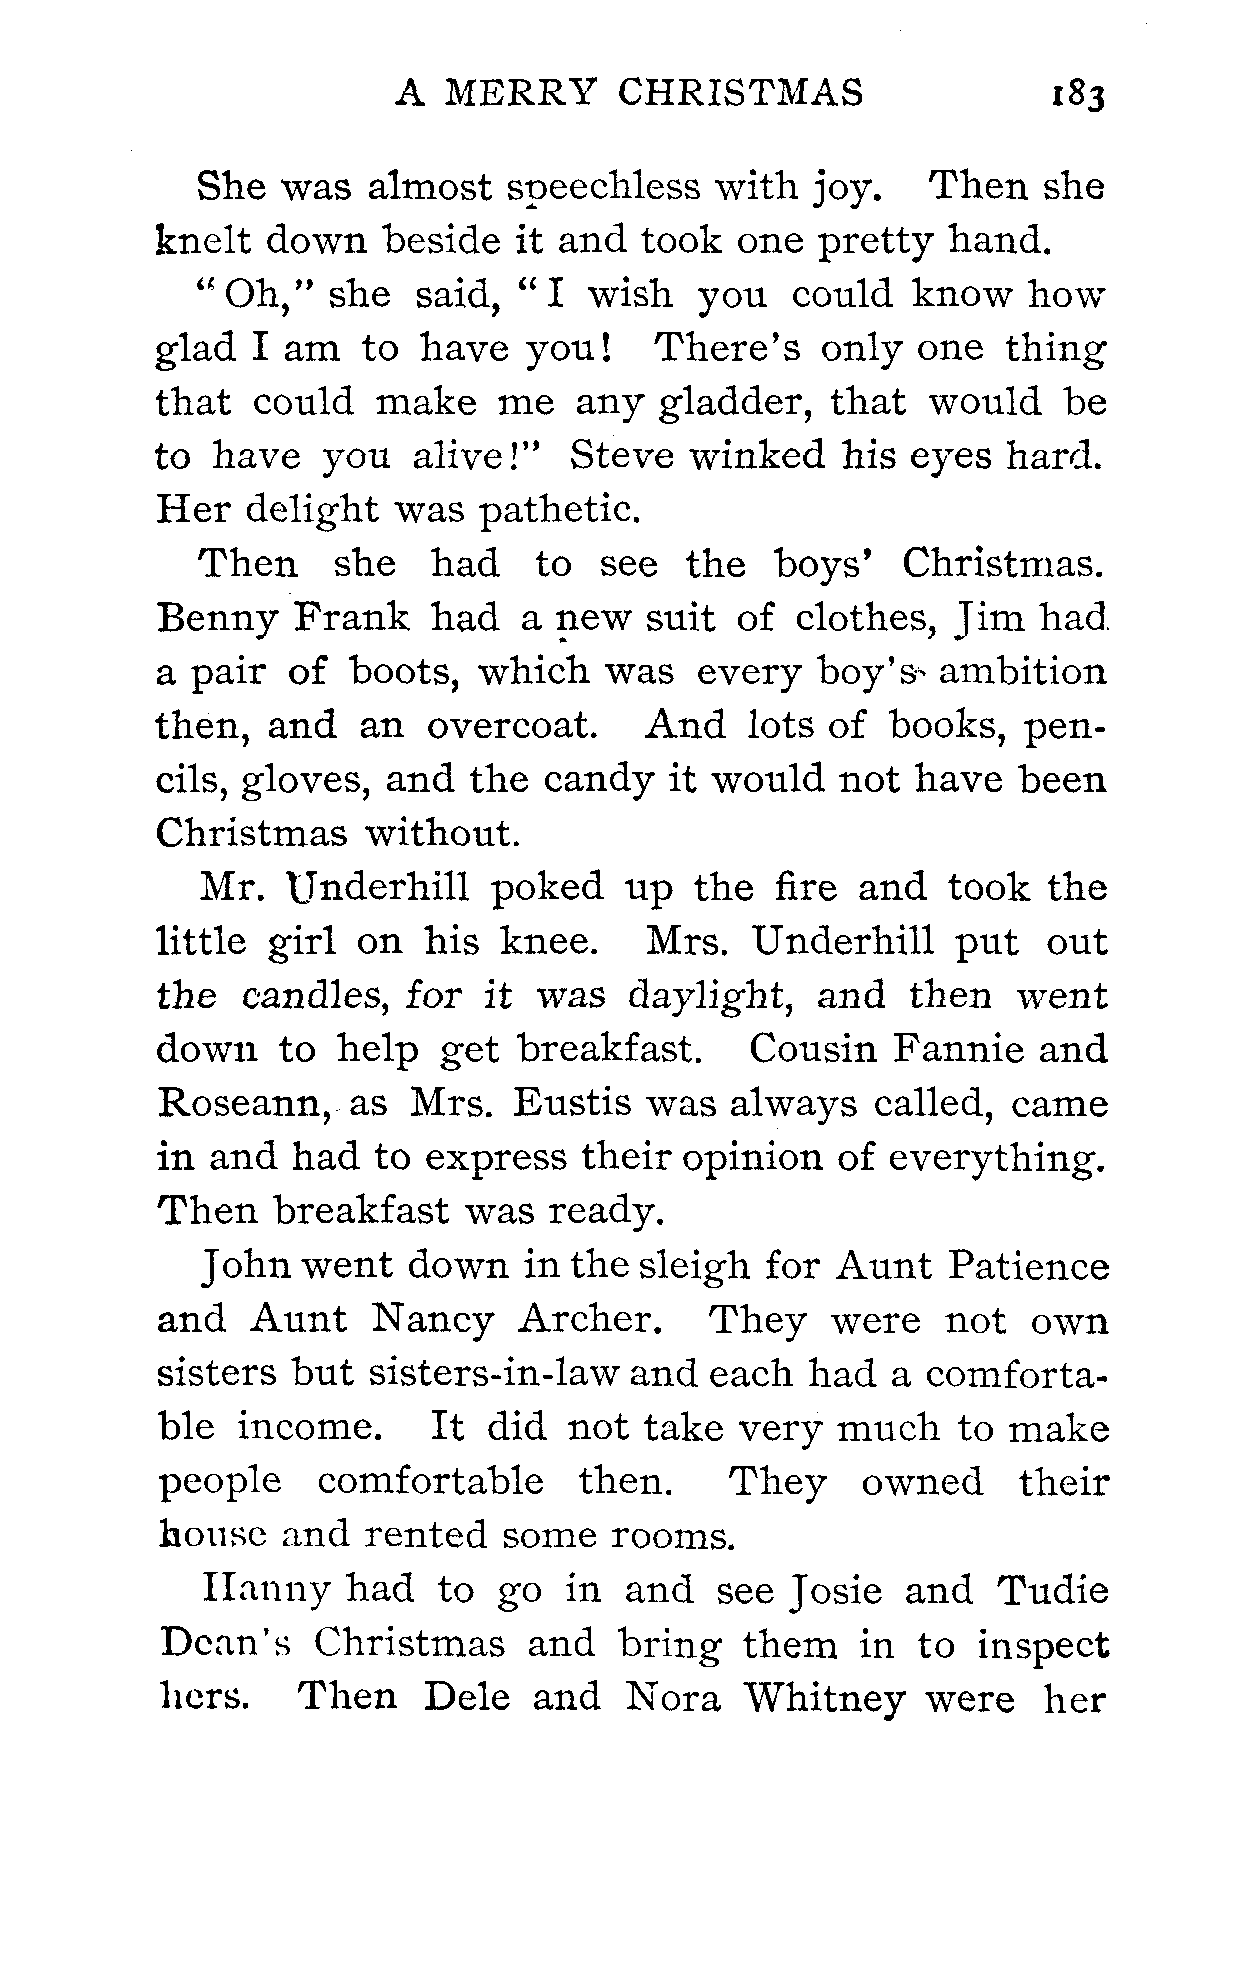 A MERRY CHRISTMAS 183
She was almost speechless with joy. Then she
knelt down beside it and took one pretty hand.
"Oh," she said, "I wish you could know how
glad I am to have you! There's only one thing
that could make me any gladder, that would be
to have you alive!" Steve winked his eyes hard.
Her delight was pathetic.
Then she had to see the boys' Christmas.
Benny Frank had a new suit of clothes, Jim had
a pair of boots, which was every boy's ambition
then, and an overcoat. And lots of books, pen-
cils, gloves, and the candy it would not have been
Christmas without.
Mr. Underhill poked up the fire and took the
little girl on his knee. Mrs. Underhill put out
the candles, for it was daylight, and then went
down to help get breakfast. Cousin Fannie and
Roseann, as Mrs. Eustis was always called, came
in and had to express their opinion of everything.
Then breakfast was ready.
John went down in the sleigh for Aunt Patience
and Aunt Nancy Archer. They were not own
sisters but sisters-in-law and each had a comforta-
ble income. It did not take very much to make
people comfortable then. They owned their
house and rented some rooms.
Hanny had to go in and see Josie and Tudie
Dean's Christmas and bring them in to inspect
hers. Then Dele and Nora Whitney were her